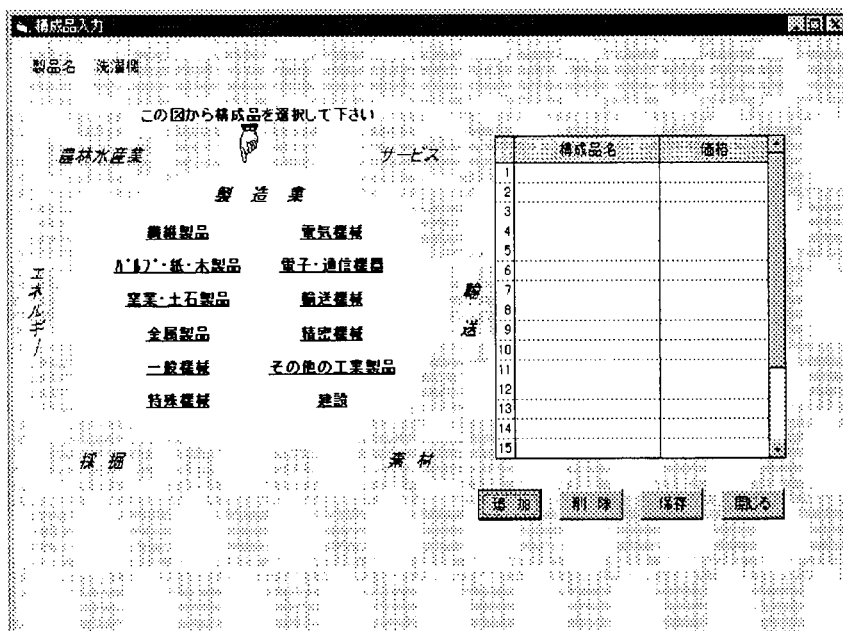 構成品入力
製品名 洗濯機
この図から構成品を選択して下さい
農林水産業 サービス
製造業
繊維製品 電気機械
パルプ・紙・木製品 電子・通信機器
窯業・土石製品 輸送機械
金属製品 精密機械
一般機械 その他の工業製品
特殊機械 建設
エネルギー
輸送
採掘 素材
構成品名 価格
1
2
3
4
5
6
7
8
9
10
11
12
13
14
15
追加 削除 保存 閉じる